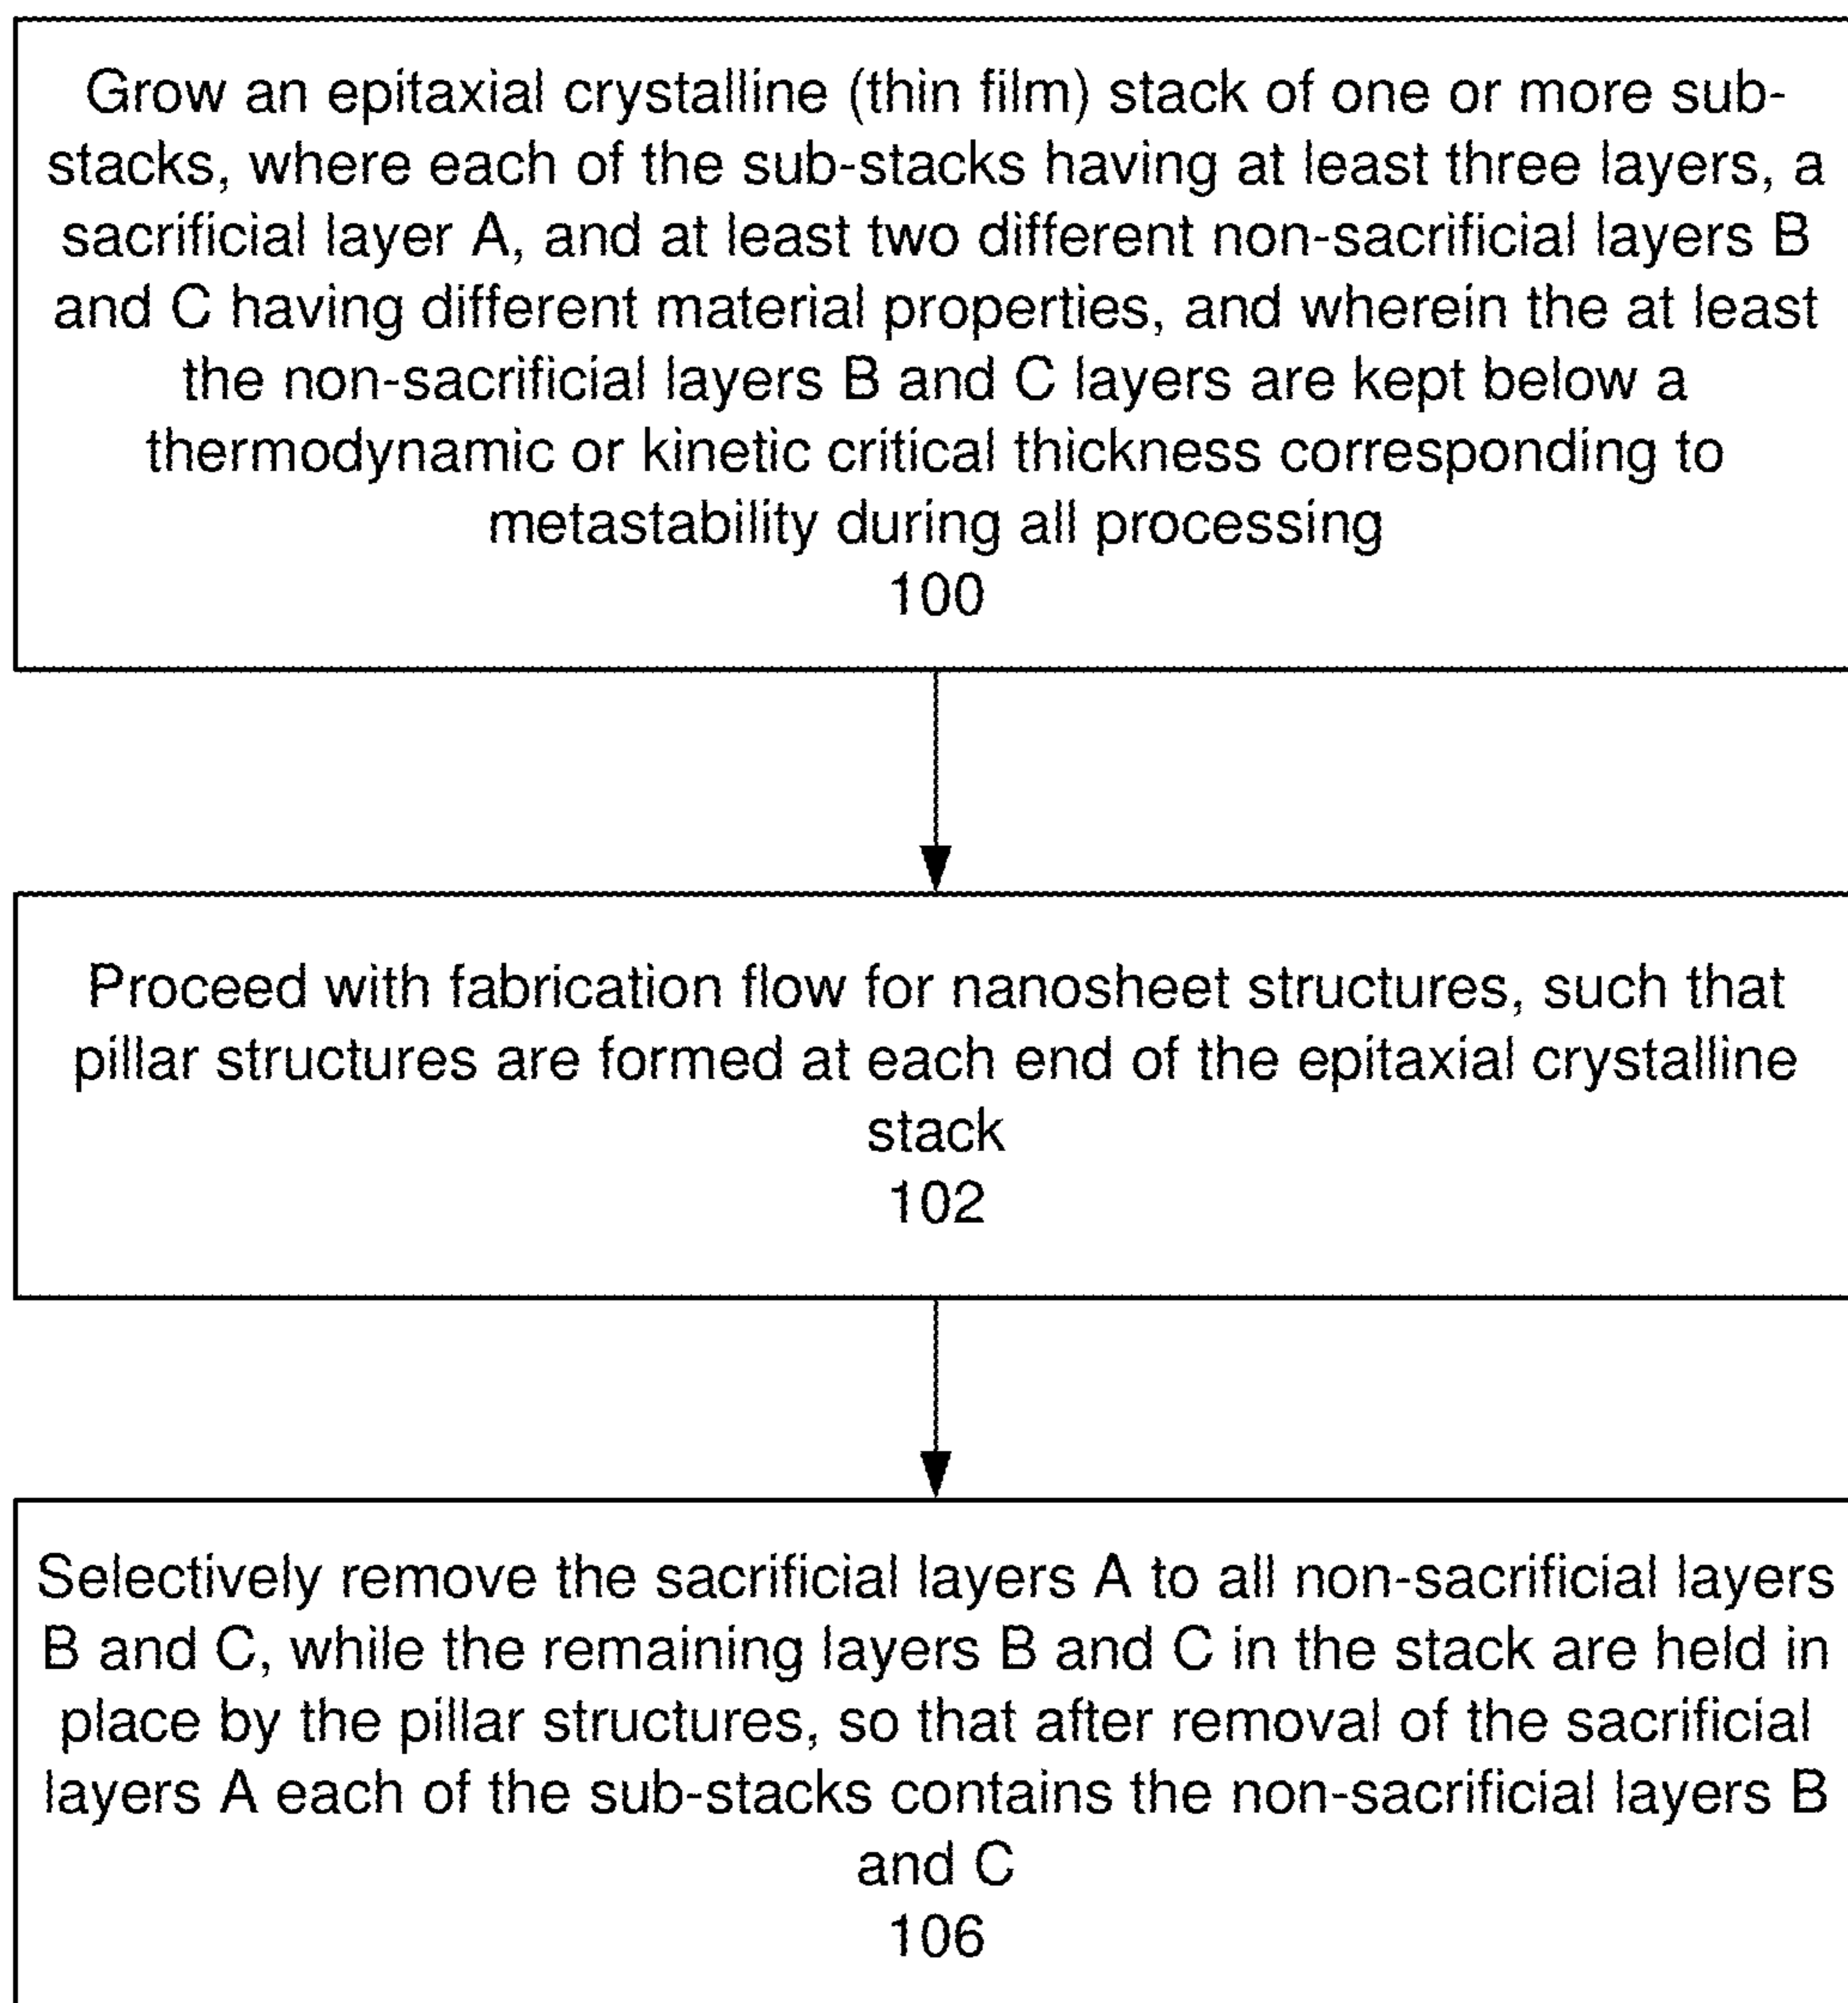 Grow an epitaxial crystalline (thin film) stack of one or more sub-
stacks, where each of the sub-stacks having at least three layers, a
sacrificial layer A, and at least two different non-sacrificial layers B
and C having different material properties, and wherein the at least
the non-sacrificial layers B and C layers are kept below a
thermodynamic or kinetic critical thickness corresponding to
metastability during all processing
100
Proceed with fabrication flow for nanosheet structures, such that
pillar structures are formed at each end of the epitaxial crystalline
stack
102
Selectively remove the sacrificial layers A to all non-sacrificial layers
B and C, while the remaining layers B and C in the stack are held in
place by the pillar structures, so that after removal of the sacrificial
layers A each of the sub-stacks contains the non-sacrificial layers B
and C
106